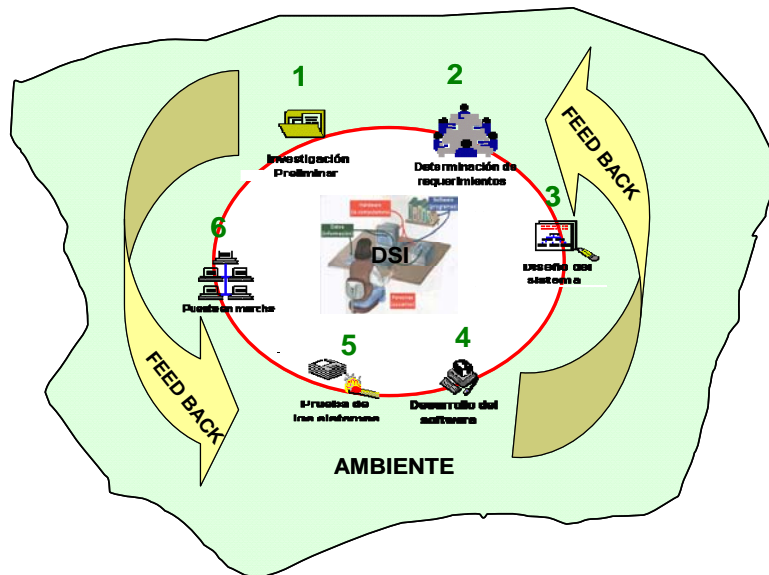 1
Investigación
Preliminar
2
Determinación de
requerimientos
3
Diseño del
sistema
4
Desarrollo del
software
5
Prueba de
los sistemas
6
Puesta en marcha
DSI
FEED BACK
FEED BACK
AMBIENTE